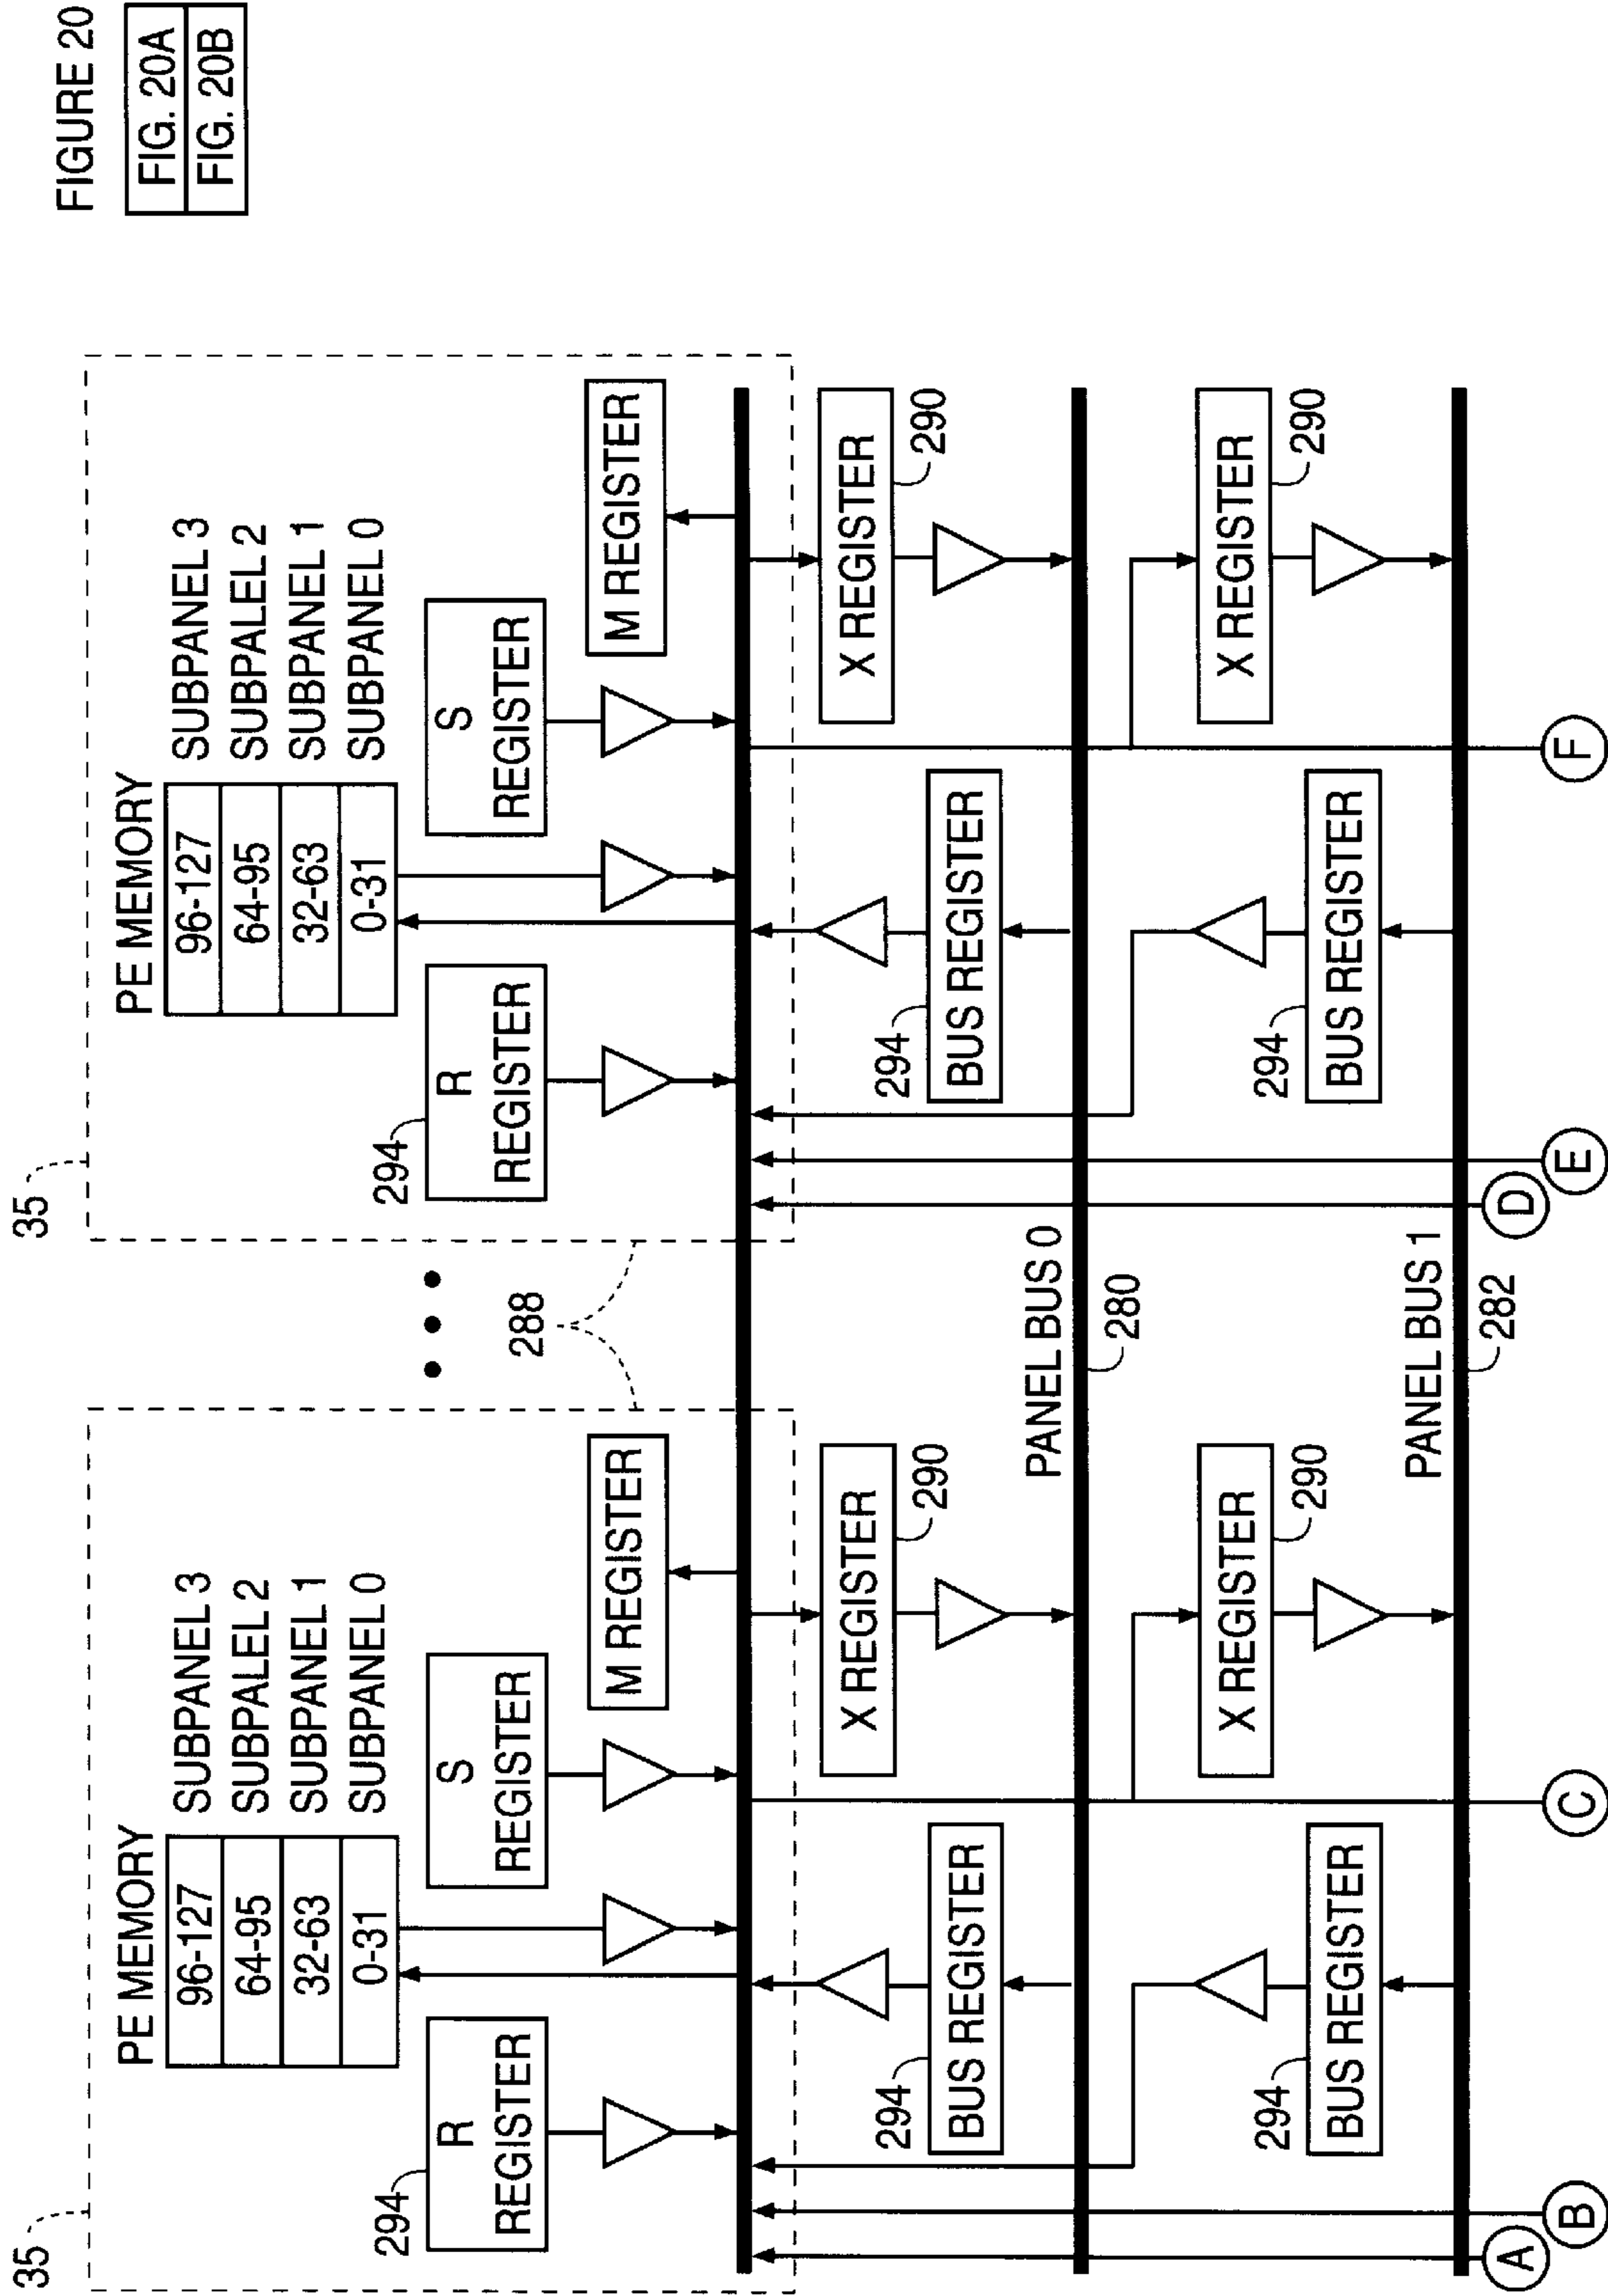 FIGURE 20
FIG. 20A
FIG. 20B
35
PE MEMORY
96-127 SUBPANEL 3
64-95 SUBPALEL 2
32-63 SUBPANEL 1
0-31 SUBPANEL 0
294
R REGISTER
S REGISTER
M REGISTER
35
PE MEMORY
96-127 SUBPANEL 3
64-95 SUBPALEL 2
32-63 SUBPANEL 1
0-31 SUBPANEL 0
294
R REGISTER
S REGISTER
M REGISTER
288
294
BUS REGISTER
X REGISTER
290
294
BUS REGISTER
X REGISTER
290
PANEL BUS 0
280
294
BUS REGISTER
X REGISTER
290
294
BUS REGISTER
X REGISTER
290
PANEL BUS 1
282
A
B
C
D
E
F